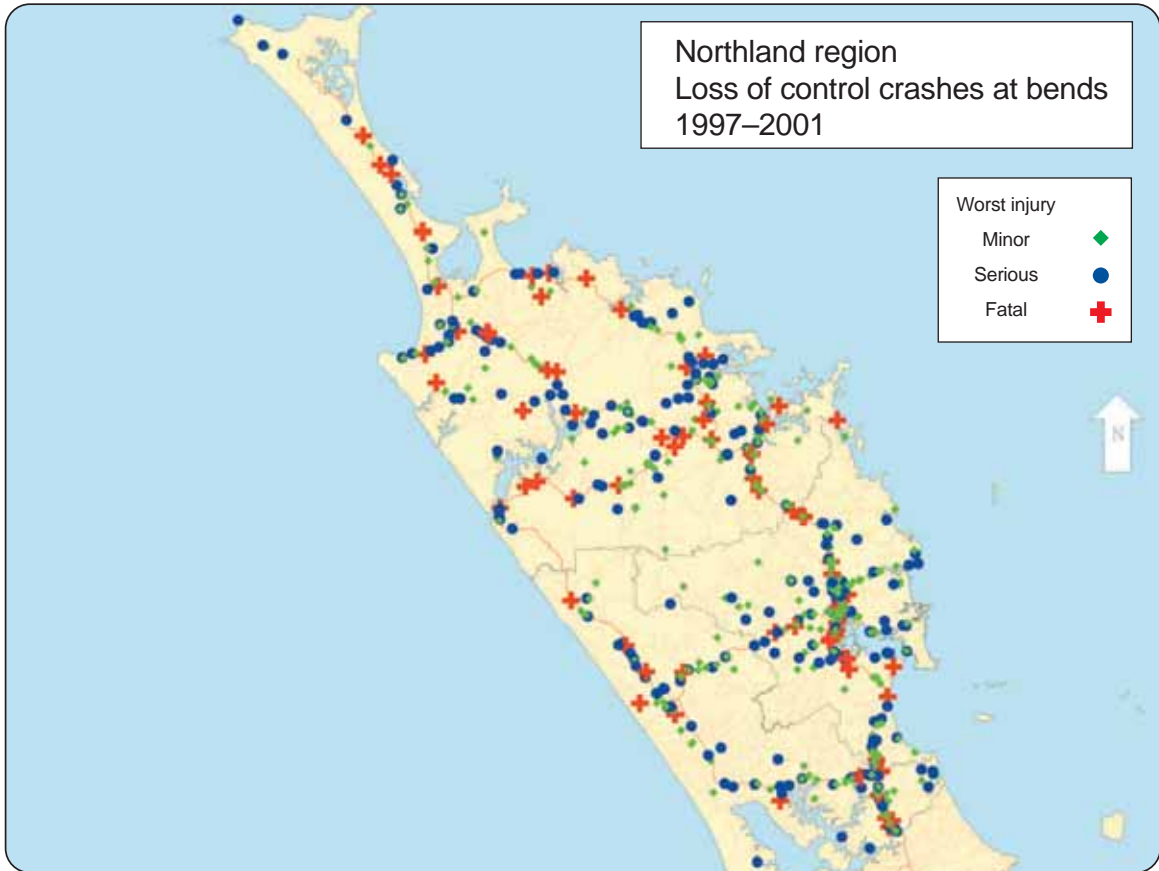 Northland region
Loss of control crashes at bends
1997–2001
Worst injury
Minor
Serious
Fatal
N